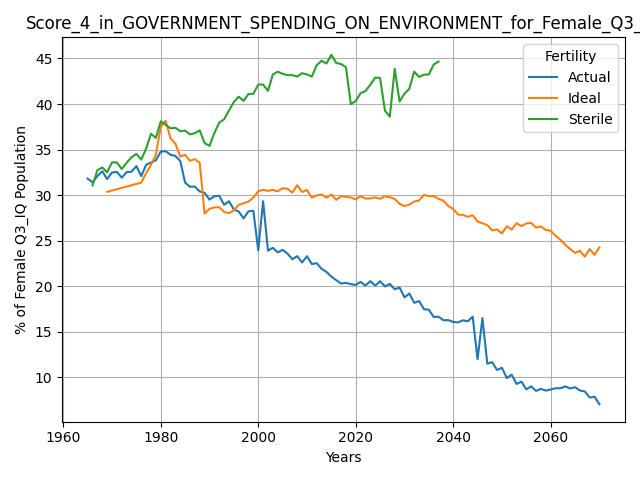 Score_4_in_GOVERNMENT_SPENDING_ON_ENVIRONMENT_for_Female_Q3_
% of Female Q3_IQ Population
45
40
35
30
25
20
15
10
Fertility
Actual
Ideal
Sterile
1960 1980 2000 2020 2040 2060
Years